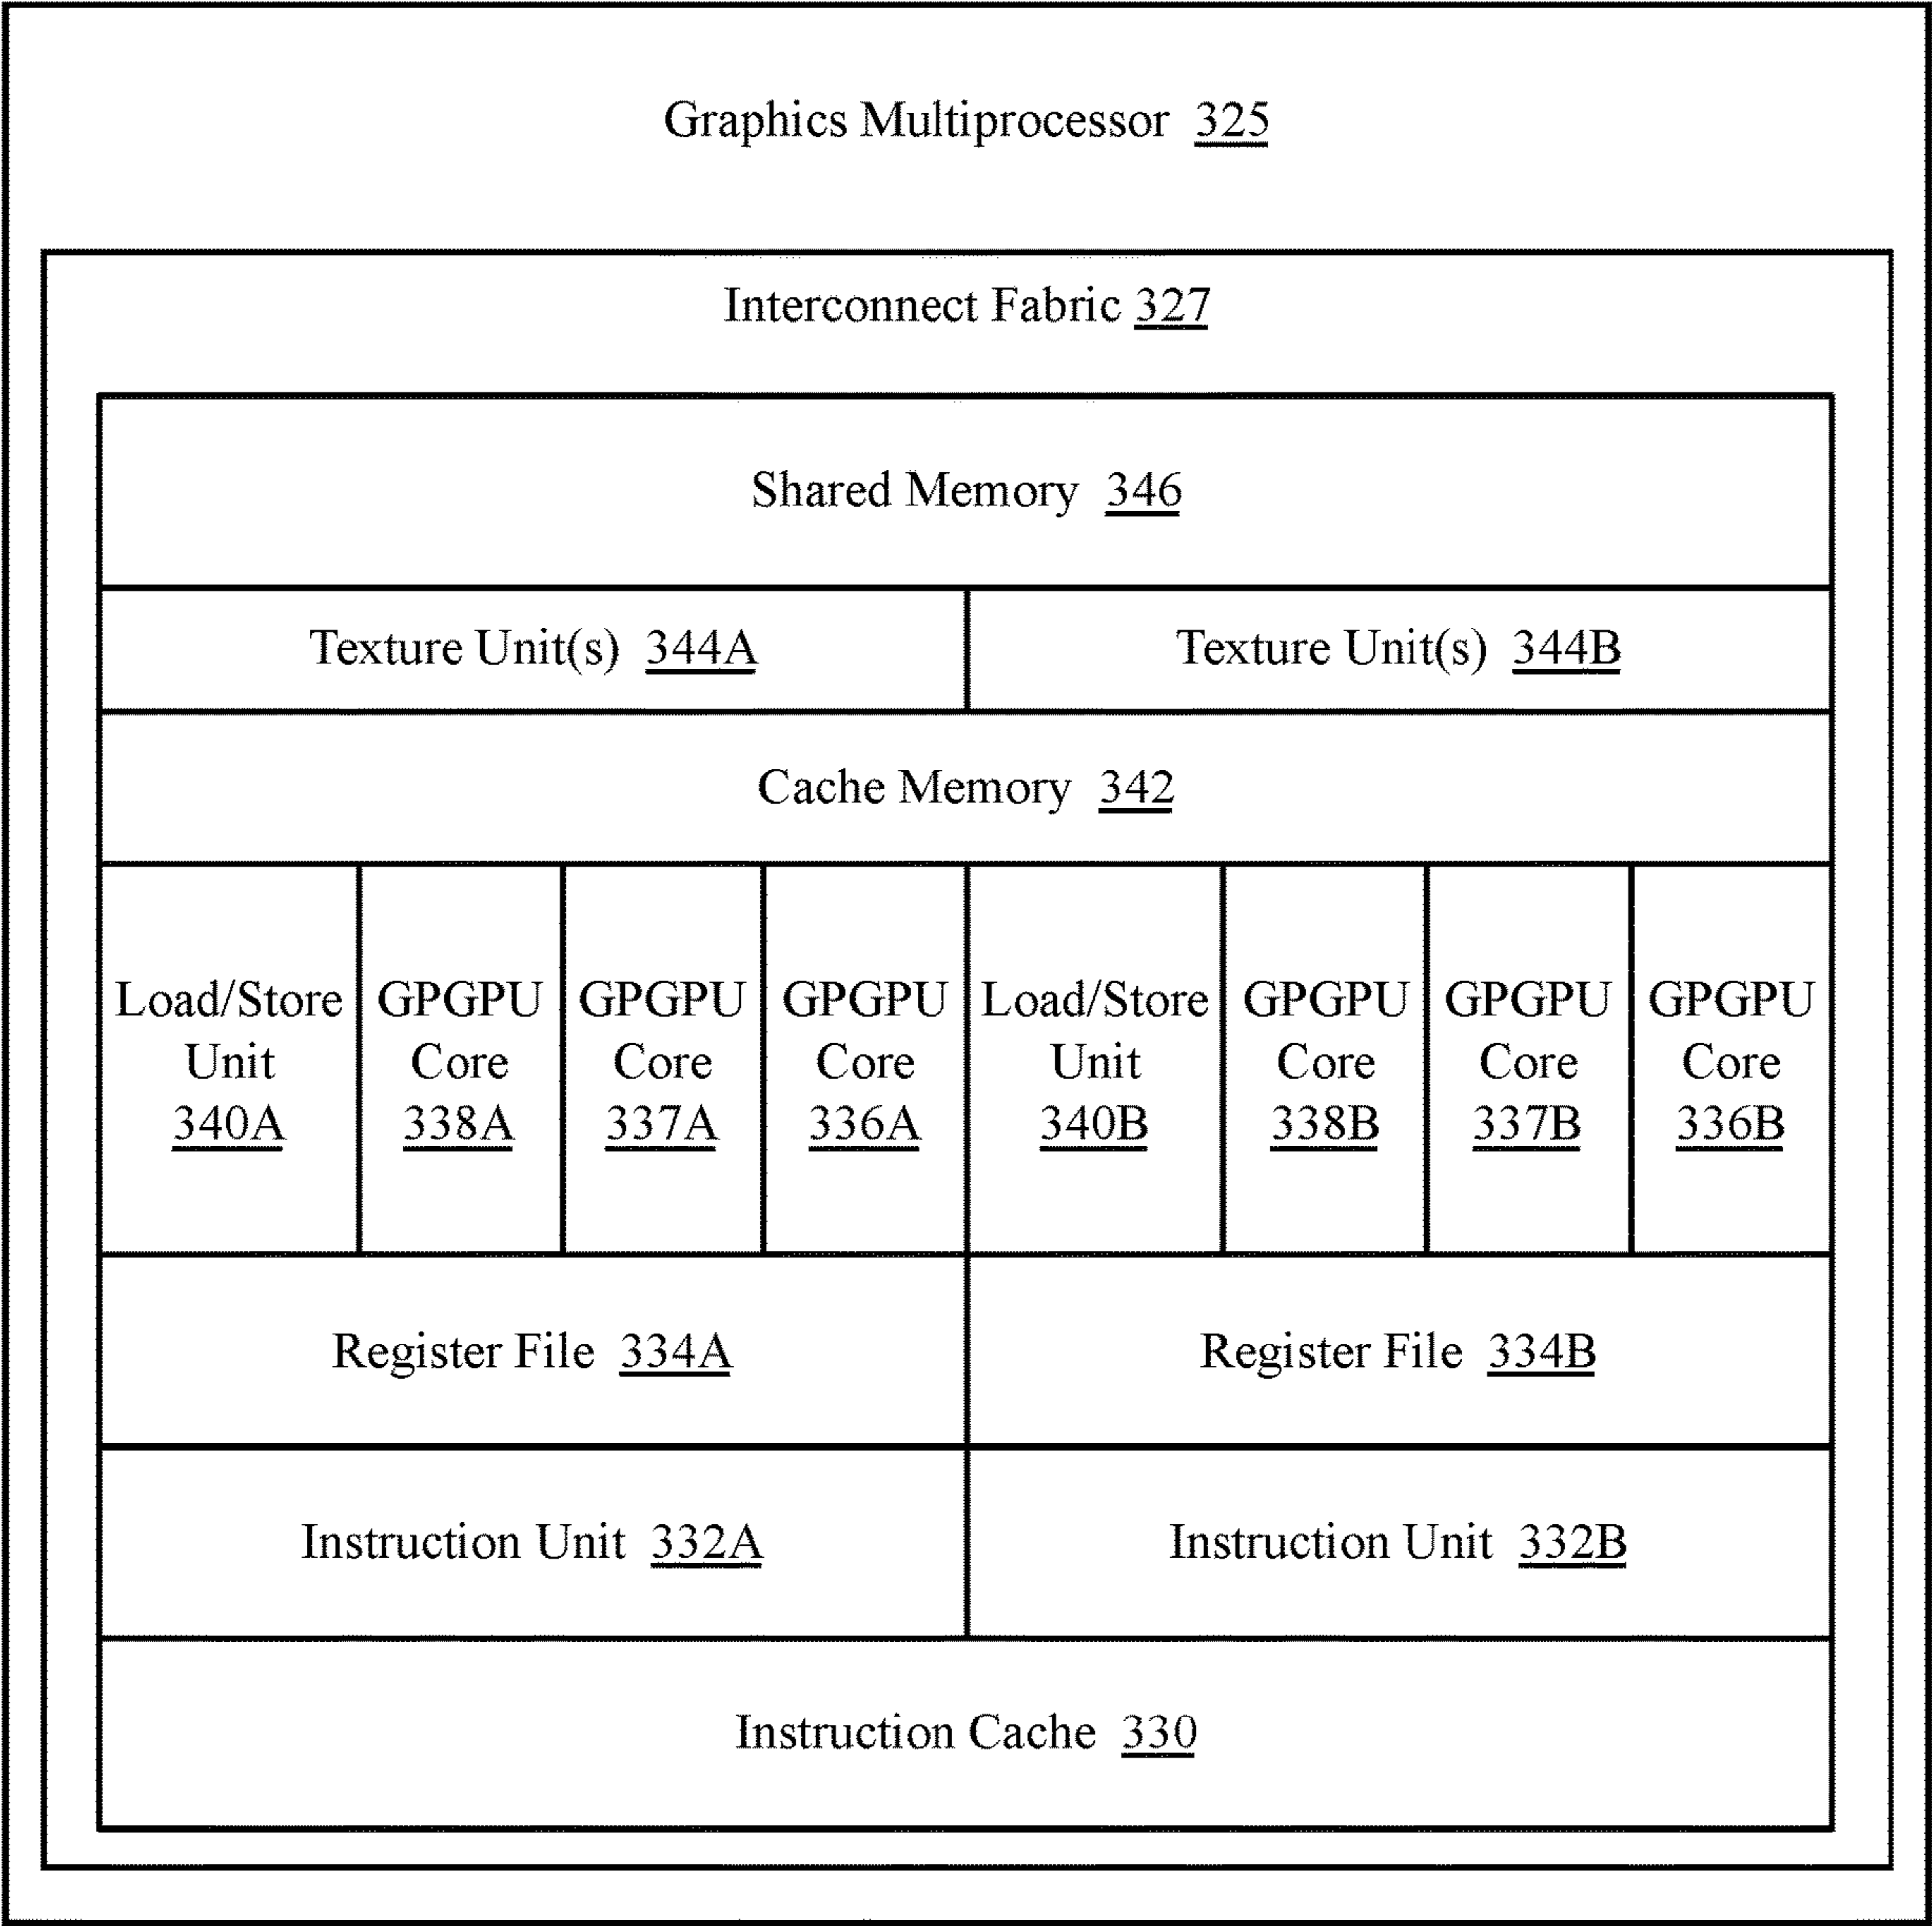 Graphics Multiprocessor 325
Interconnect Fabric 327
Shared Memory 346
Texture Unit(s) 344A
Texture Unit(s) 344B
Cache Memory 342
Load/Store
Unit
340A
GPGPU
Core
338A
GPGPU
Core
337A
GPGPU
Core
336A
Load/Store
Unit
340B
GPGPU
Core
338B
GPGPU
Core
337B
GPGPU
Core
336B
Register File 334A
Register File 334B
Instruction Unit 332A
Instruction Unit 332B
Instruction Cache 330